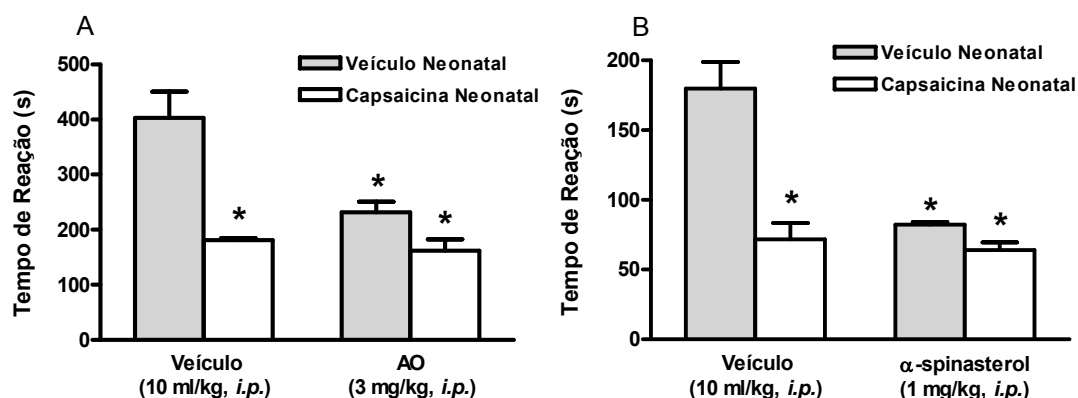 A
Tempo de Reação (s)
500
400
300
200
100
0
Veículo Neonatal
Capsaicina Neonatal
*
*
*
Veículo
(10 ml/kg, i.p.)
AO
(3 mg/kg, i.p.)
B
Tempo de Reação (s)
200
150
100
50
0
Veículo Neonatal
Capsaicina Neonatal
*
*
*
Veículo
(10 ml/kg, i.p.)
α-spinasterol
(1 mg/kg, i.p.)